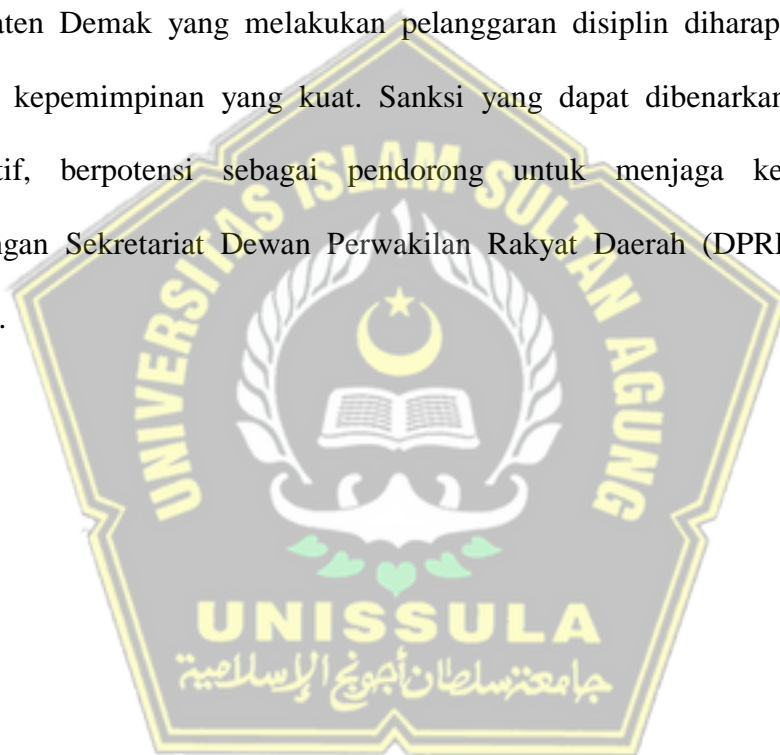 aten Demak yang melakukan pelanggaran disiplin diharap
kepemimpinan yang kuat. Sanksi yang dapat dibenarkan
tif, berpotensi sebagai pendorong untuk menjaga ke
ngan Sekretariat Dewan Perwakilan Rakyat Daerah (DPRI
.
UNIVERSITAS ISLAM SULTAN AGUNG
UNISSULA
جامعة سلطان أجونج الإسلامية